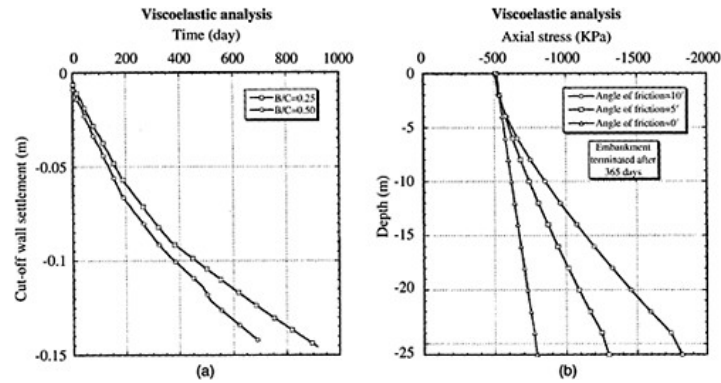 Viscoelastic analysis
Time (day)
0 200 400 600 800 1000
0
-0.05
-0.1
-0.15
Cut-off wall settlement (m)
B/C=0.25
B/C=0.50
(a)
Viscoelastic analysis
Axial stress (KPa)
0 -500 -1000 -1500 -2000
0
-5
-10
-15
-20
-25
Depth (m)
Angle of friction=10'
Angle of friction=5'
Angle of friction=0'
Embankment
terminated after
365 days
(b)